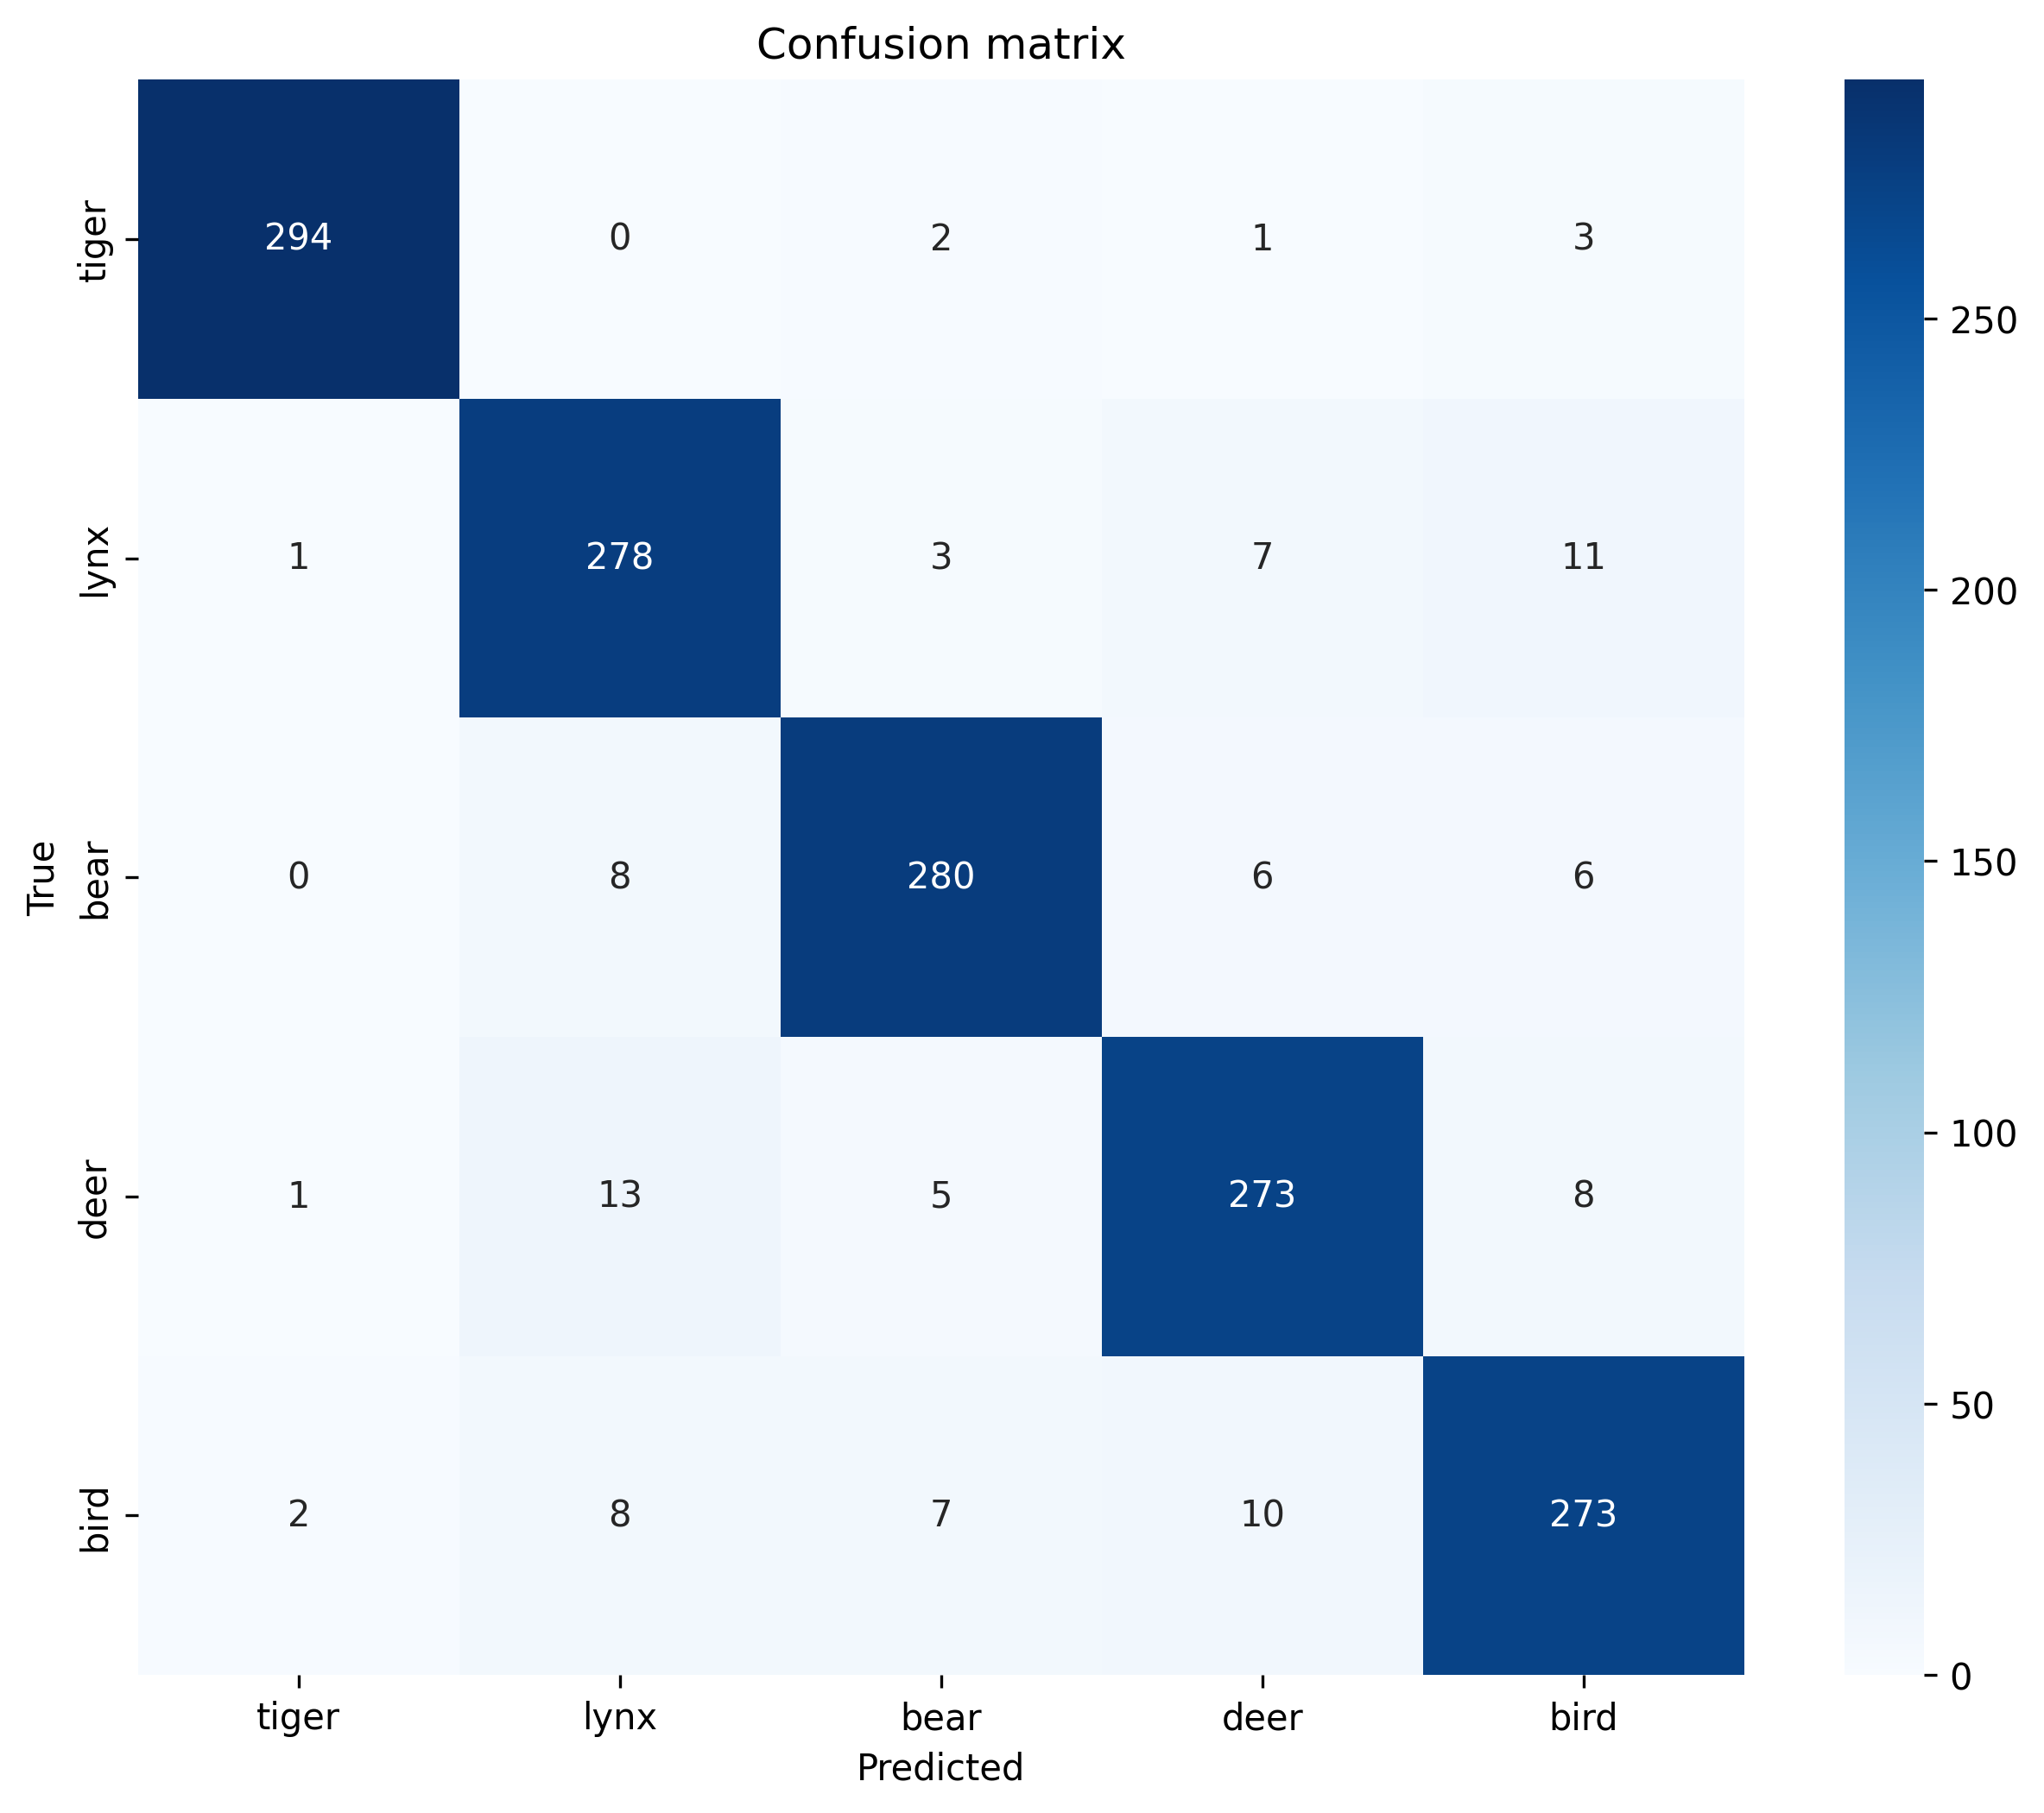 Confusion matrix
tiger 294 0 2 1 3
lynx 1 278 3 7 11
bear 0 8 280 6 6
deer 1 13 5 273 8
bird 2 8 7 10 273
tiger lynx bear deer bird
Predicted
True
250
200
150
100
50
0